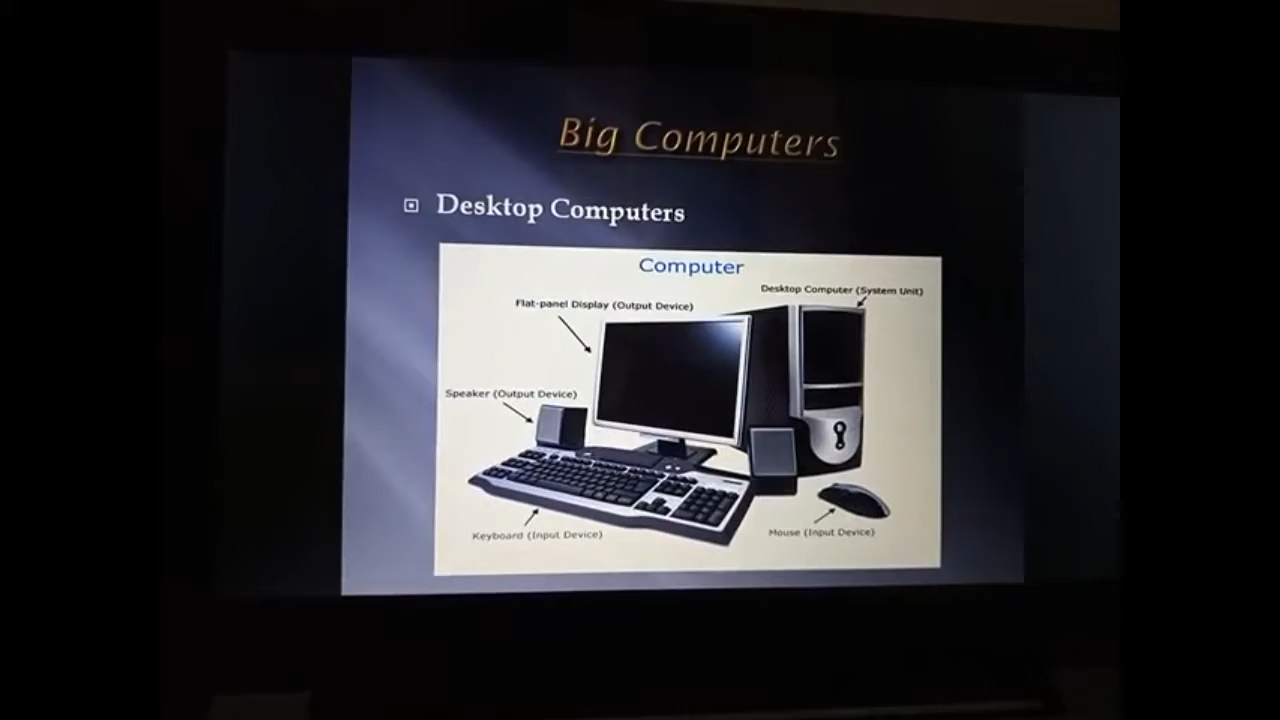 Big Computers
Desktop Computers
Computer
Desktop Computer (System Unit)
Flat-panel Display (Output Device)
Speaker (Output Device)
Keyboard (Input Device)
Mouse (Input Device)